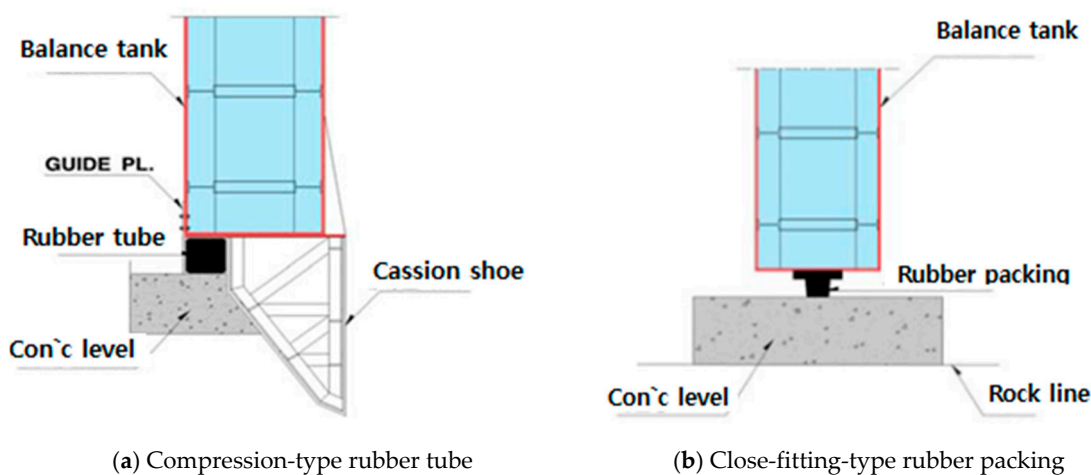 Balance tank
GUIDE PL.
Rubber tube
Con`c level
Cassion shoe
(a) Compression-type rubber tube
Balance tank
Rubber packing
Con`c level
Rock line
(b) Close-fitting-type rubber packing